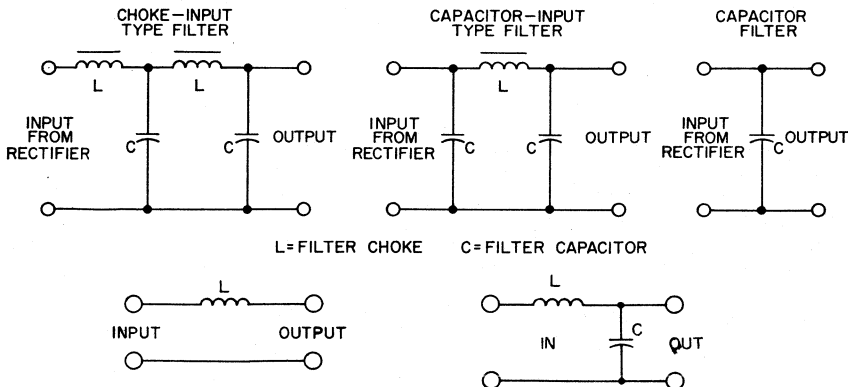 CHOKE-INPUT
TYPE FILTER
L
L
INPUT
FROM
RECTIFIER
C
C
OUTPUT
CAPACITOR-INPUT
TYPE FILTER
L
INPUT
FROM
RECTIFIER
C
C
OUTPUT
CAPACITOR
FILTER
INPUT
FROM
RECTIFIER
C
OUTPUT
L=FILTER CHOKE C=FILTER CAPACITOR
L
INPUT
OUTPUT
L
IN
C
OUT